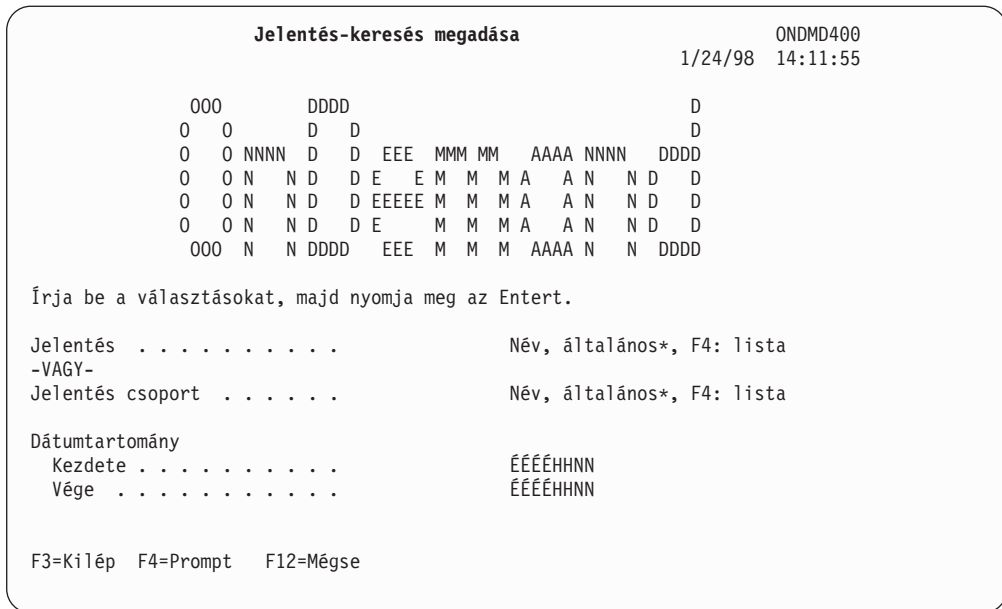 Jelentés-keresés megadása ONDMD400
1/24/98 14:11:55
OOO DDDD D
O O D D D
O O NNNN D D EEE MMM MM AAAA NNNN DDDD
O O N N D D E E M M M A A N N D D
O O N N D D EEEEE M M M A A N N D D
O O N N D D E M M M A A N N D D
OOO N N DDDD EEE M M M AAAA N N DDDD
Írja be a választásokat, majd nyomja meg az Entert.
Jelentés . . . . . . . . . . Név, általános*, F4: lista
-VAGY-
Jelentés csoport . . . . . . Név, általános*, F4: lista
Dátumtartomány
Kezdete . . . . . . . . . . ÉÉÉÉHHNN
Vége . . . . . . . . . . . ÉÉÉÉHHNN
F3=Kilép F4=Prompt F12=Mégse